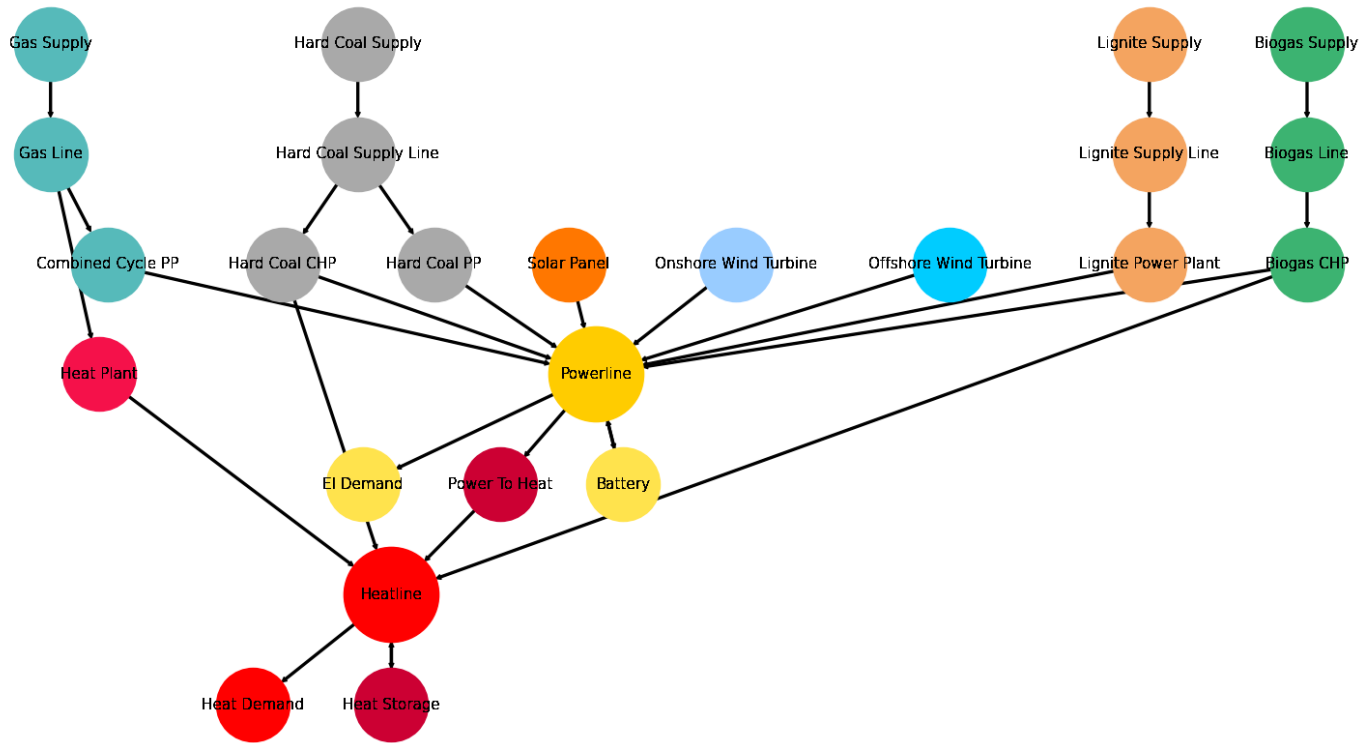 Gas Supply
Hard Coal Supply
Lignite Supply
Biogas Supply
Gas Line
Hard Coal Supply Line
Lignite Supply Line
Biogas Line
Combined Cycle PP
Hard Coal CHP
Hard Coal PP
Solar Panel
Onshore Wind Turbine
Offshore Wind Turbine
Lignite Power Plant
Biogas CHP
Heat Plant
Powerline
El Demand
Power To Heat
Battery
Heatline
Heat Demand
Heat Storage